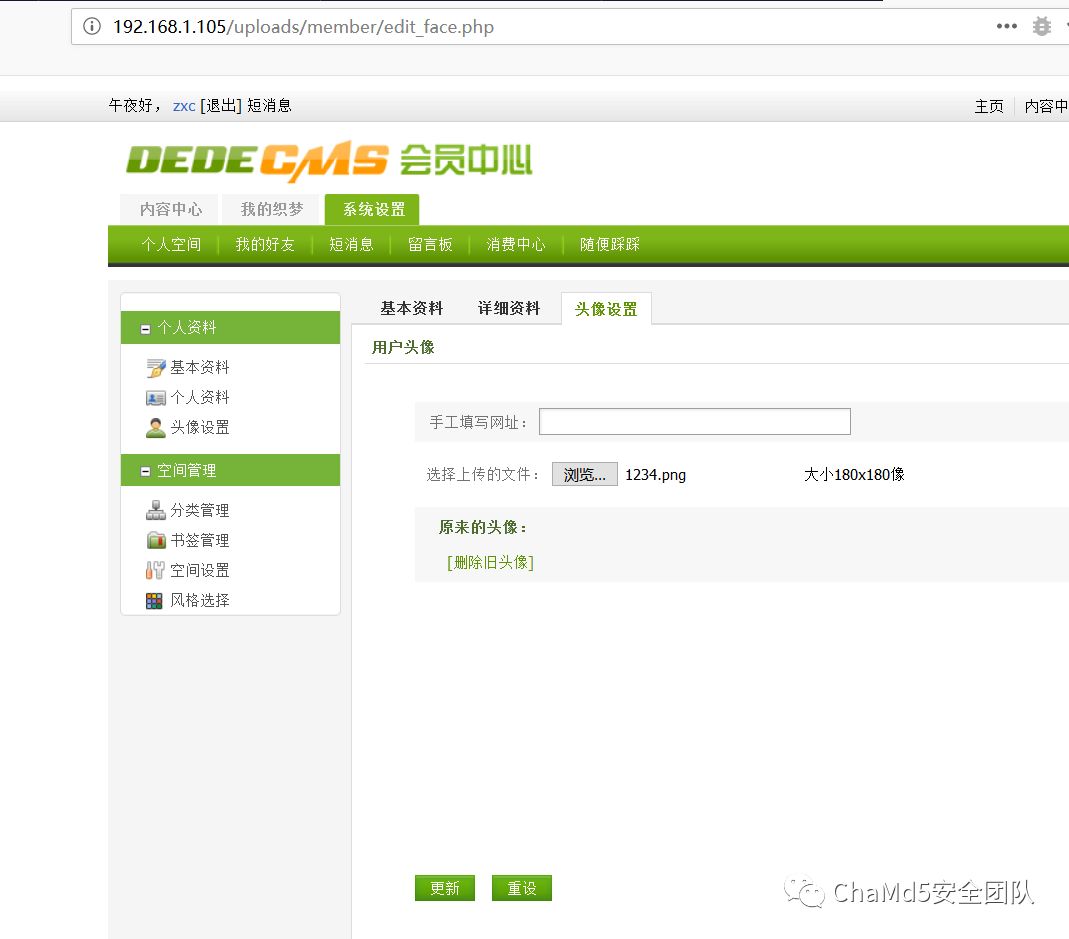 192.168.1.105/uploads/member/edit_face.php
午夜好， zxc [退出] 短消息 主页 内容中
DEDECMS 会员中心
内容中心 我的织梦 系统设置
个人空间 我的好友 短消息 留言板 消费中心 随便踩踩
基本资料 详细资料 头像设置
用户头像
个人资料
基本资料
个人资料
头像设置
空间管理
分类管理
书签管理
空间设置
风格选择
手工填写网址：
选择上传的文件： 浏览... 1234.png 大小180x180像
原来的头像：
[删除旧头像]
更新 重设
ChaMd5安全团队